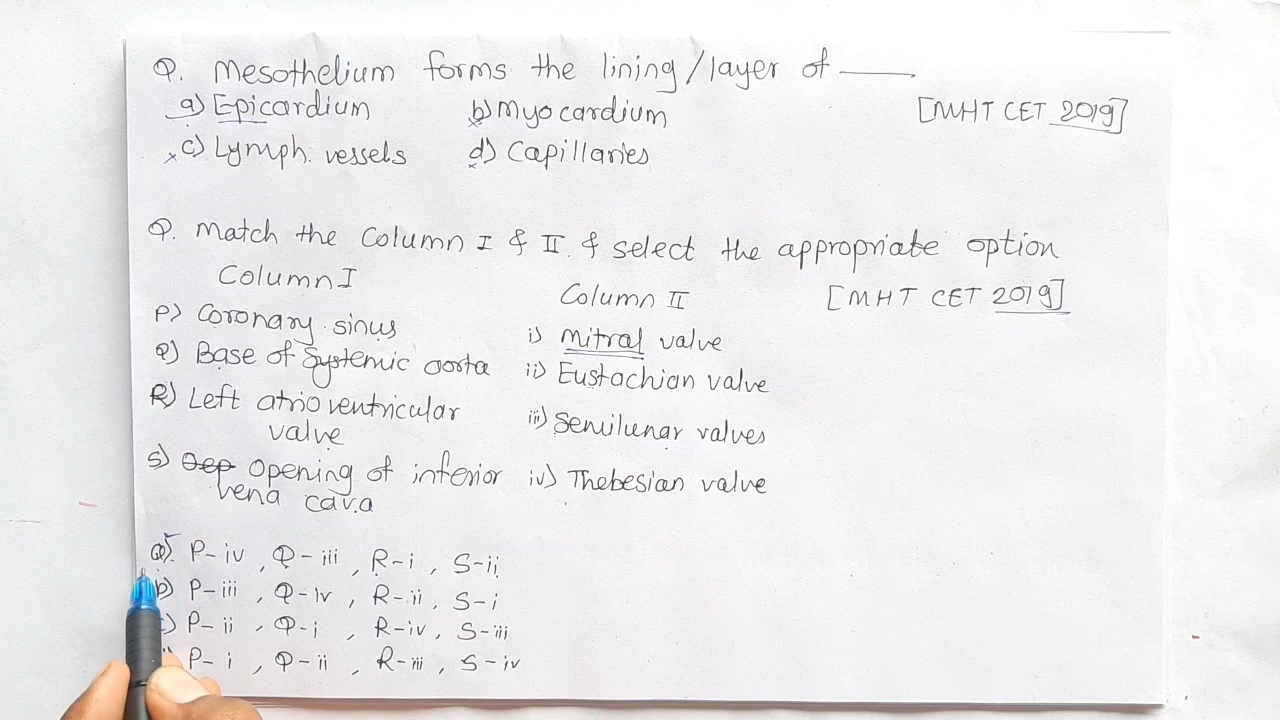 Q. Mesothelium forms the lining/layer of ——
a) Epicardium b) Myocardium [MHT CET 2019]
c) Lymph. vessels d) Capillaries
Q. Match the Column I & II. & select the appropriate option
Column I Column II [MHT CET 2019]
P) Coronary sinus i) Mitral valve
Q) Base of Systemic aorta ii) Eustachian valve
R) Left atrioventricular iii) Semilunar valves
valve
S) Opening of inferior iv) Thebesian valve
vena cava
a) P-iv, Q-iii, R-i, S-ii
b) P-iii, Q-iv, R-ii, S-i
) P-ii, Q-i, R-iv, S-iii
) P-i, Q-ii, R-iii, S-iv